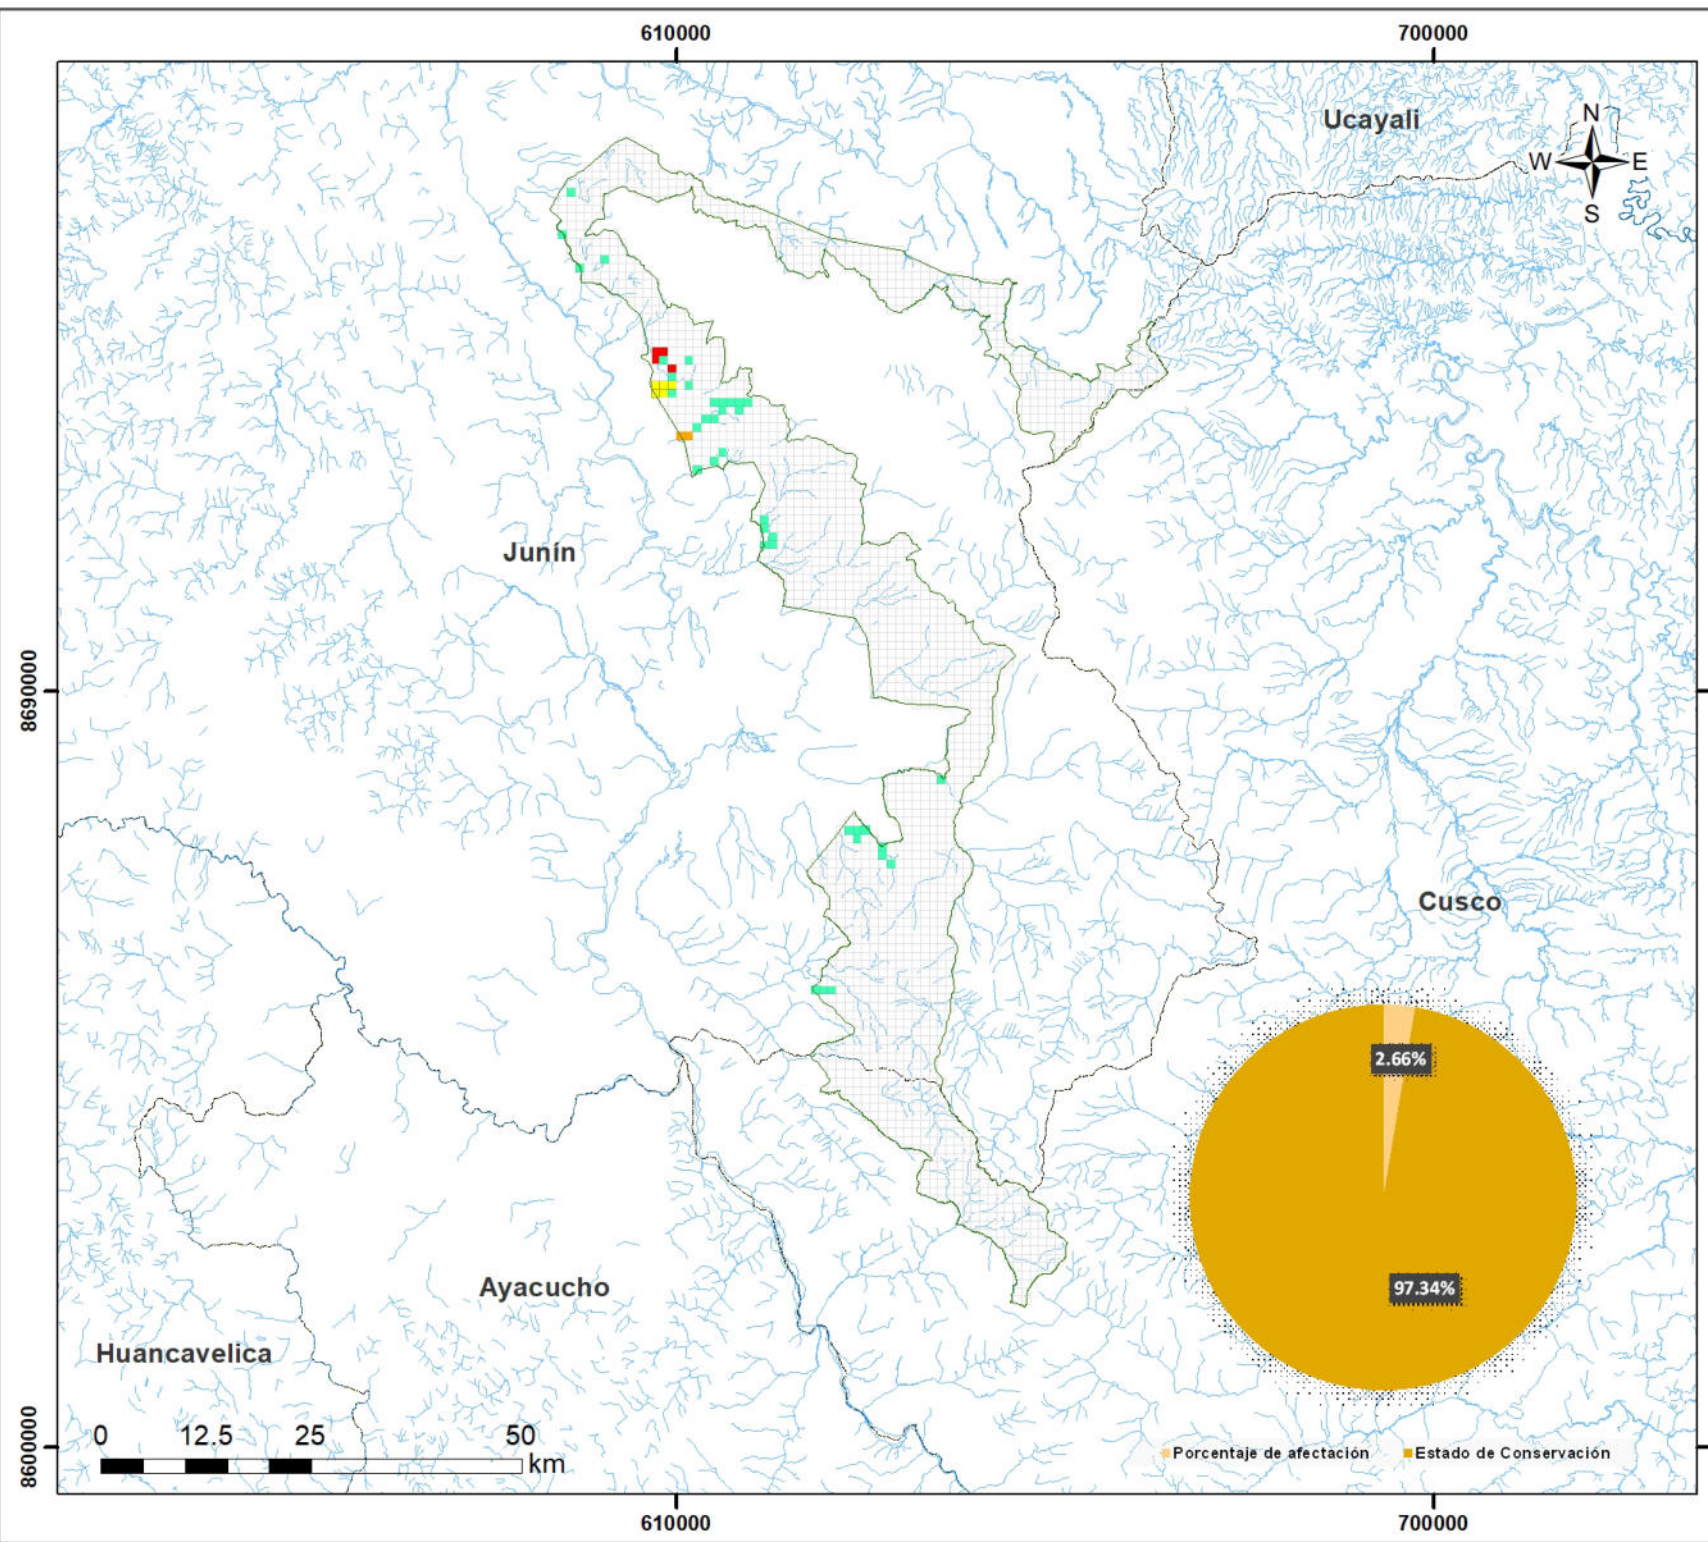 610000 700000
Ucayali
N
W E
S
Junín
8690000
Cusco
2.66%
97.34%
Ayacucho
Huancavelica
0 12.5 25 50
km
8600000
Porcentaje de afectación Estado de Conservación
610000 700000